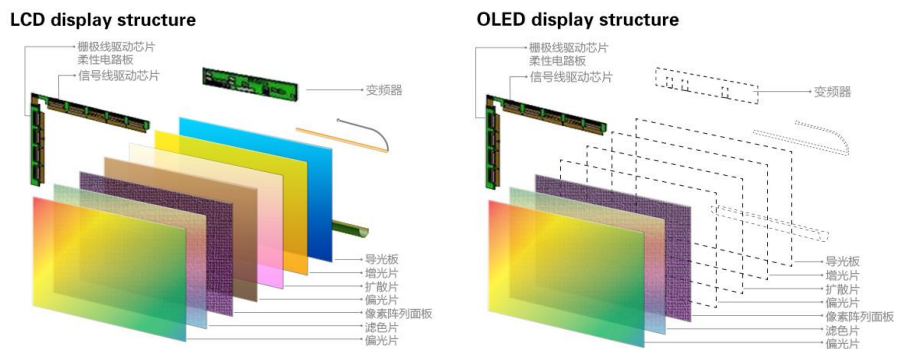 LCD display structure
栅极线驱动芯片
柔性电路板
信号线驱动芯片
变频器
导光板
增光片
扩散片
偏光片
像素阵列面板
滤色片
偏光片
OLED display structure
栅极线驱动芯片
柔性电路板
信号线驱动芯片
变频器
导光板
增光片
扩散片
偏光片
像素阵列面板
滤色片
偏光片